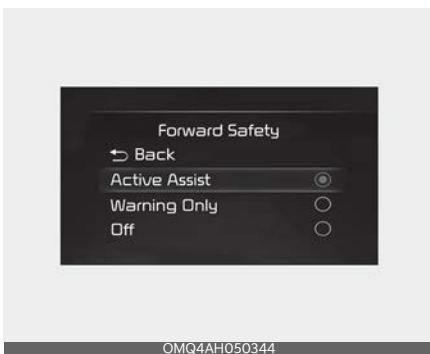 Forward Safety
Back
Active Assist
Warning Only
Off
OMQ4AH050344